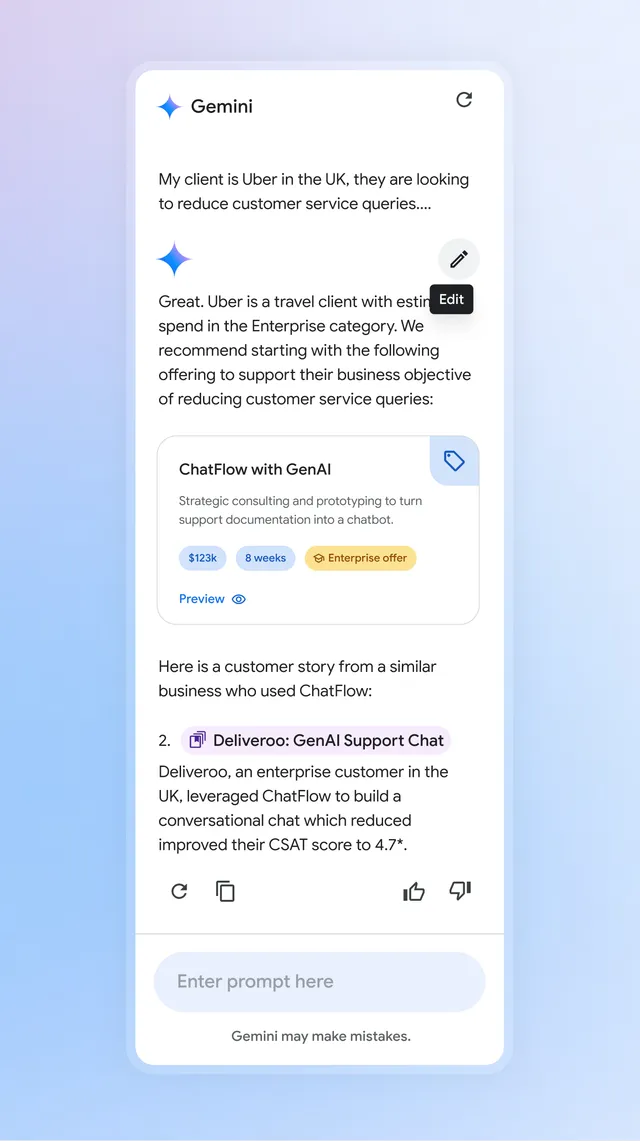 Gemini
My client is Uber in the UK, they are looking
to reduce customer service queries....
Edit
Great. Uber is a travel client with
spend in the Enterprise category. We
recommend starting with the following
offering to support their business objective
of reducing customer service queries:
ChatFlow with GenAI
Strategic consulting and prototyping to turn
support documentation into a chatbot.
$123k 8 weeks Enterprise offer
Preview
Here is a customer story from a similar
business who used ChatFlow:
2. Deliveroo: GenAI Support Chat
Deliveroo, an enterprise customer in the
UK, leveraged ChatFlow to build a
conversational chat which reduced
improved their CSAT score to 4.7*.
Enter prompt here
Gemini may make mistakes.